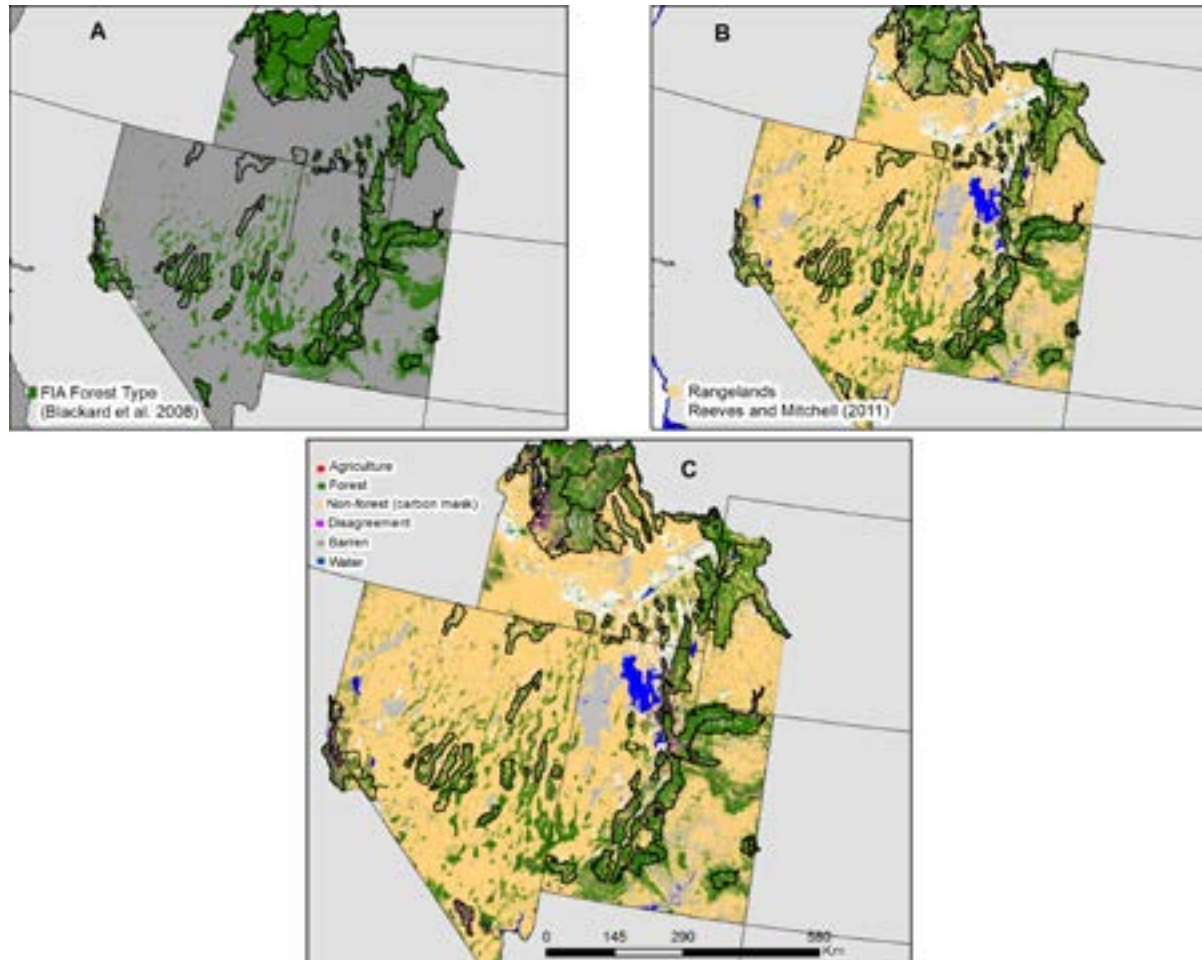 A
FIA Forest Type
(Blackard et al. 2008)
B
Rangelands
Reeves and Mitchell (2011)
C
Agriculture
Forest
Non-forest (carbon mask)
Disagreement
Barren
Water
0 145 290 580
Km